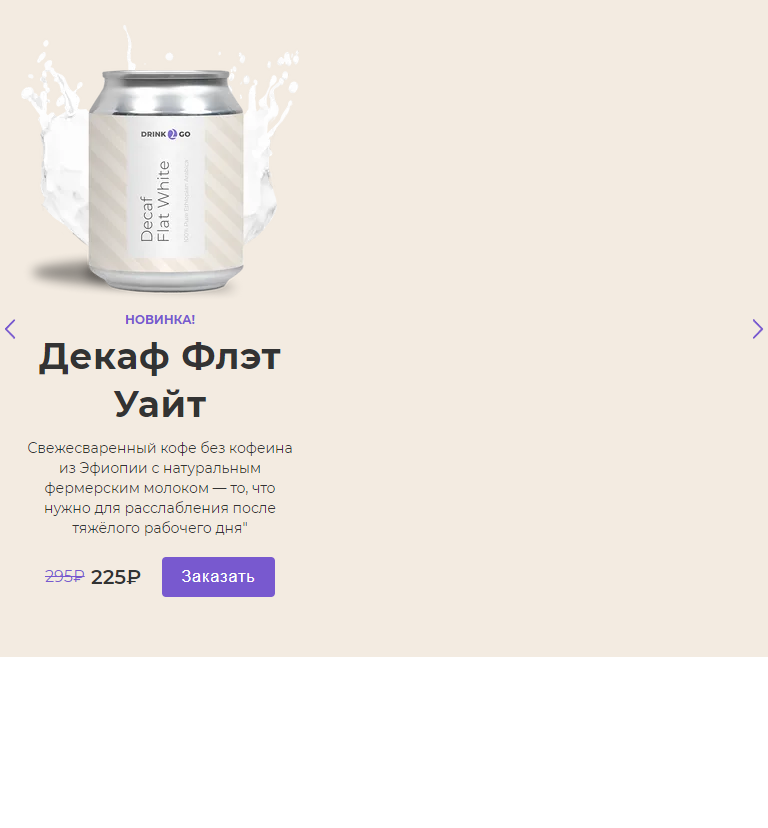 DRINK 2 GO
Decaf
Flat White
100% Pure Ethiopian Arabica
НОВИНКА!
Декаф Флэт
Уайт
Свежесваренный кофе без кофеина
из Эфиопии с натуральным
фермерским молоком — то, что
нужно для расслабления после
тяжёлого рабочего дня"
295₽ 225₽ Заказать